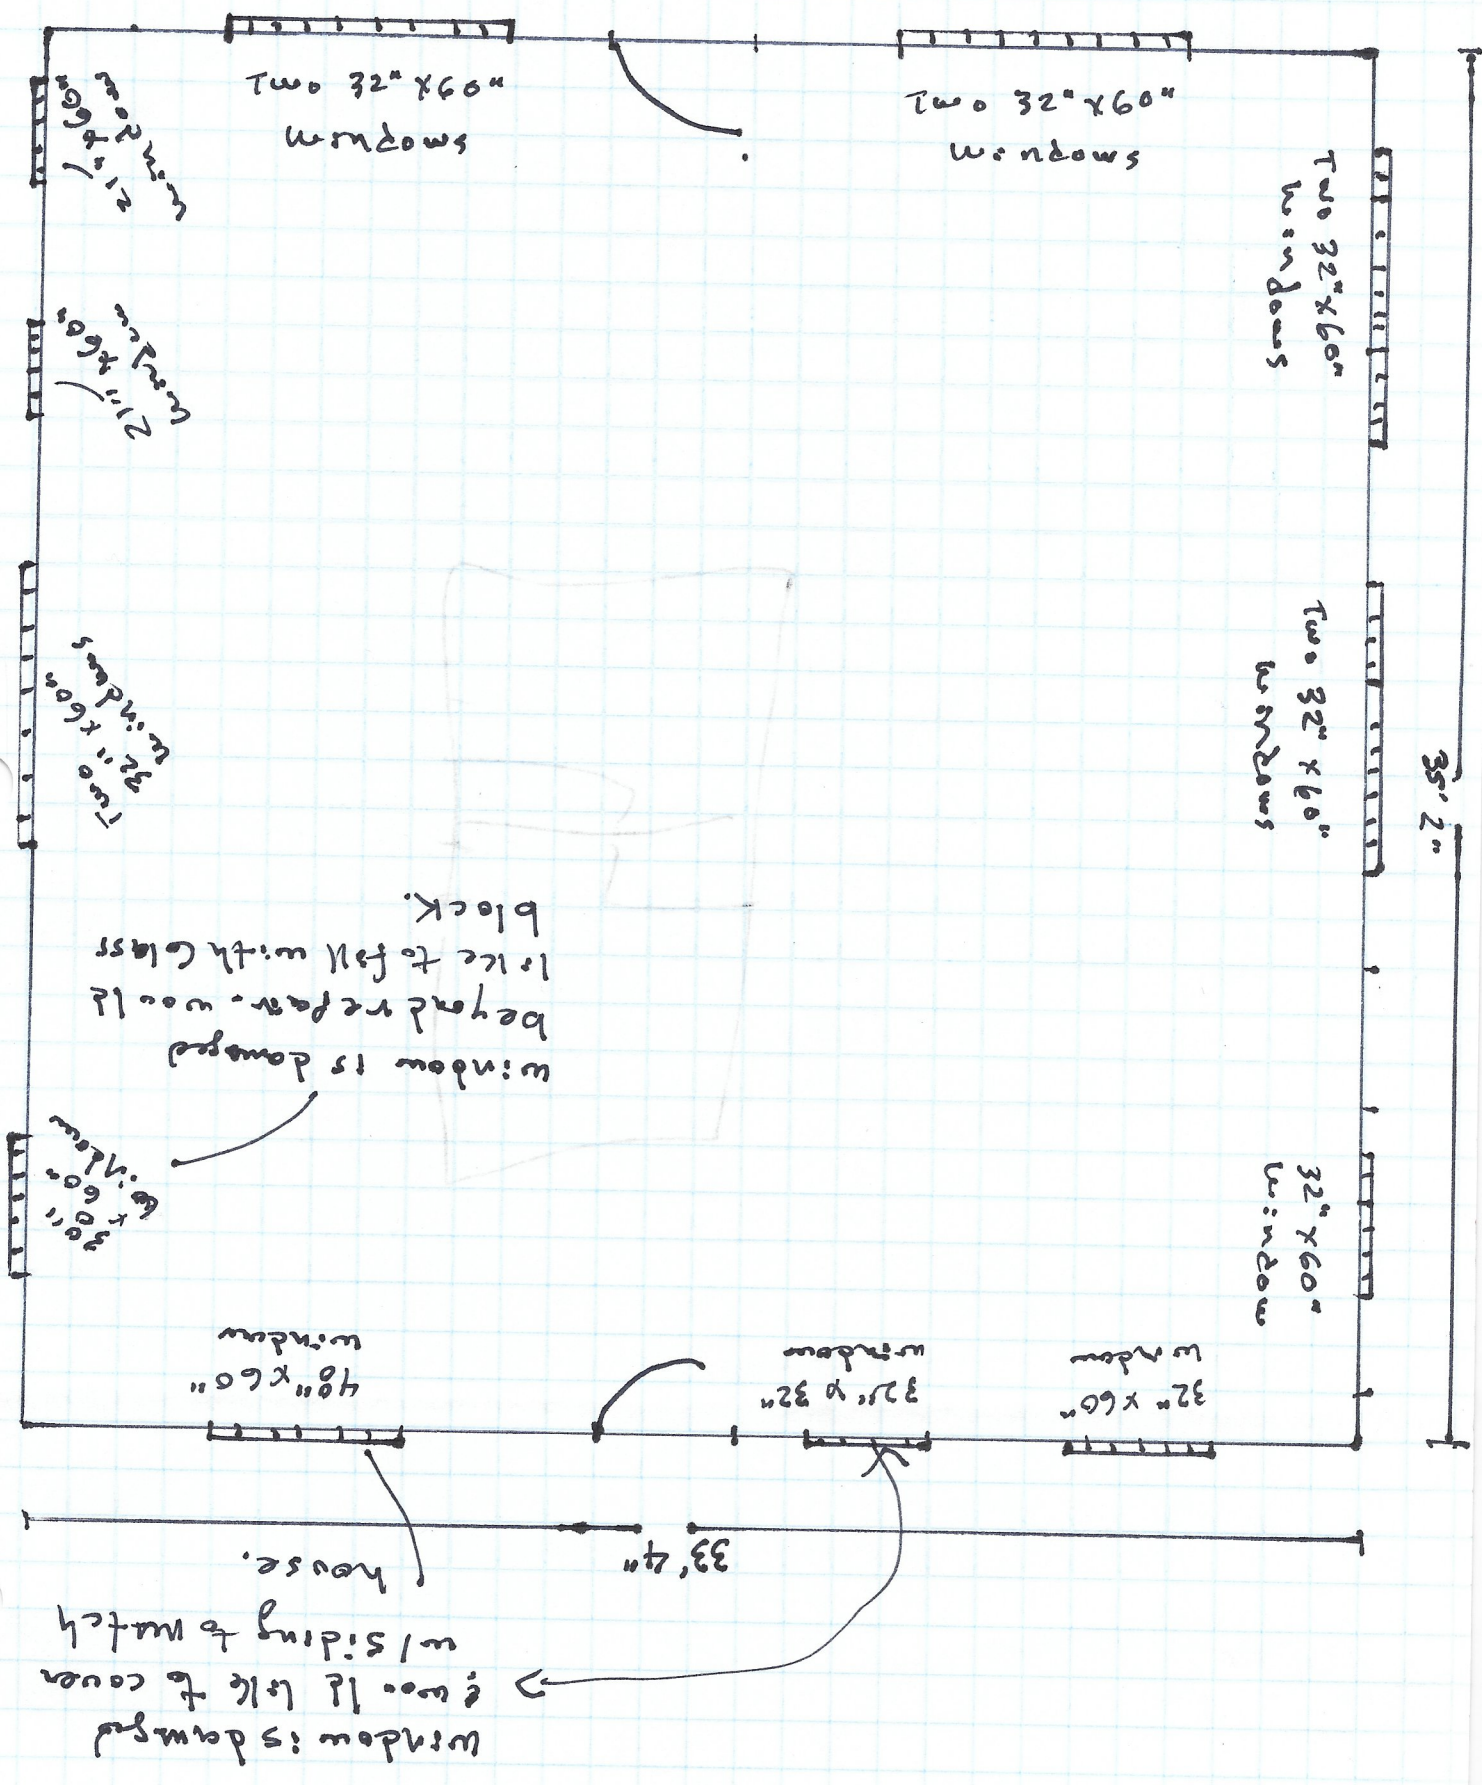 Two 32" x 60"
windows
Two 32" x 60"
windows
21" x 60"
window
21" x 60"
window
Two
32" x 60"
windows
Two 32" x 60"
windows
Two 32" x 60"
windows
35' 2"
32" x 60"
window
window is damaged
beyond repair. would
like to fill with Glass
block.
30"
x 60"
window
48" x 60"
window
32" x 32"
window
32" x 60"
window
33' 4"
window is damaged
& would like to cover
w/ siding to match
house.